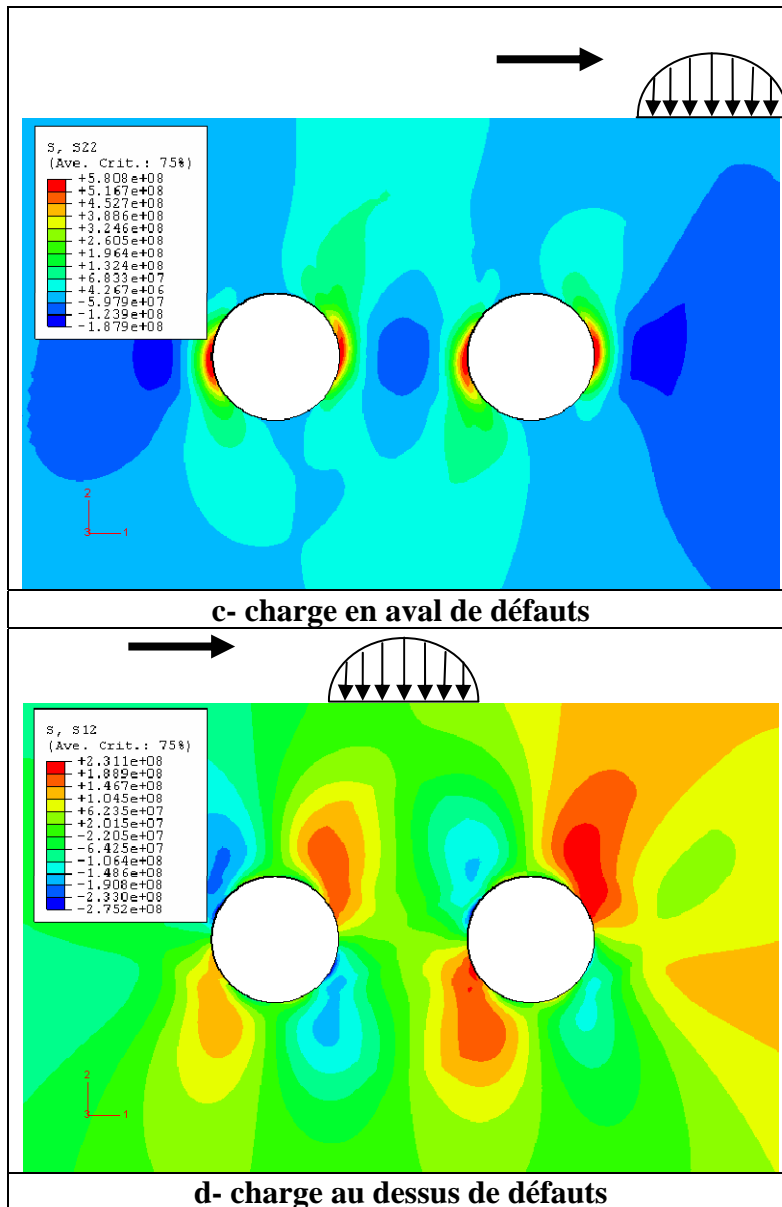 S, S22
(Ave. Crit.: 75%)
+5.808e+08
+5.167e+08
+4.527e+08
+3.886e+08
+3.246e+08
+2.605e+08
+1.964e+08
+1.324e+08
+6.833e+07
+4.267e+06
-5.979e+07
-1.239e+08
-1.879e+08
2
3 1
c- charge en aval de défauts
S, S12
(Ave. Crit.: 75%)
+2.311e+08
+1.889e+08
+1.467e+08
+1.045e+08
+6.235e+07
+2.015e+07
-2.205e+07
-6.425e+07
-1.064e+08
-1.486e+08
-1.908e+08
-2.330e+08
-2.752e+08
2
3 1
d- charge au dessus de défauts